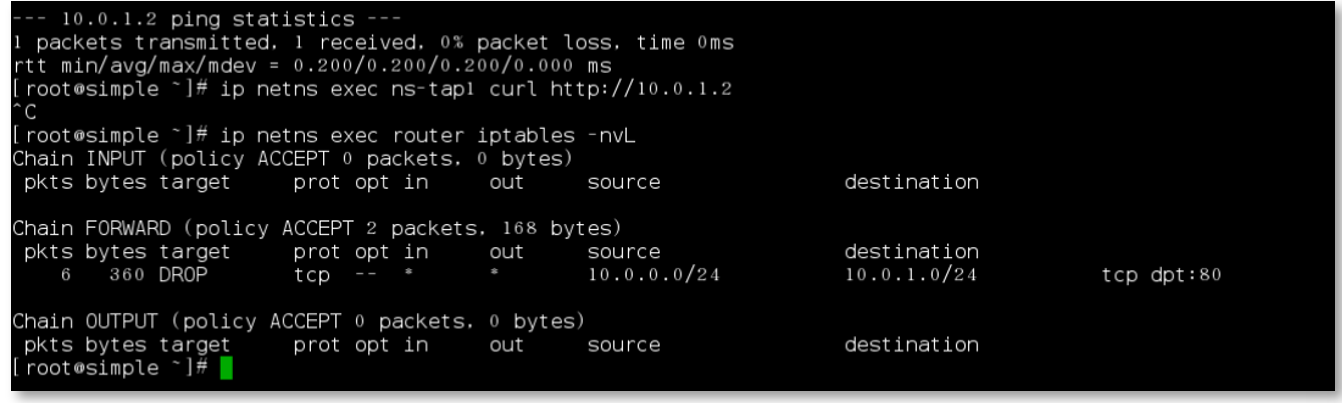 --- 10.0.1.2 ping statistics ---
1 packets transmitted, 1 received, 0% packet loss, time 0ms
rtt min/avg/max/mdev = 0.200/0.200/0.200/0.000 ms
[root@simple ~]# ip netns exec ns-tap1 curl http://10.0.1.2
^C
[root@simple ~]# ip netns exec router iptables -nvL
Chain INPUT (policy ACCEPT 0 packets, 0 bytes)
 pkts bytes target     prot opt in     out     source               destination

Chain FORWARD (policy ACCEPT 2 packets, 168 bytes)
 pkts bytes target     prot opt in     out     source               destination
    6   360 DROP       tcp  --  *      *       10.0.0.0/24          10.0.1.0/24          tcp dpt:80

Chain OUTPUT (policy ACCEPT 0 packets, 0 bytes)
 pkts bytes target     prot opt in     out     source               destination
[root@simple ~]#